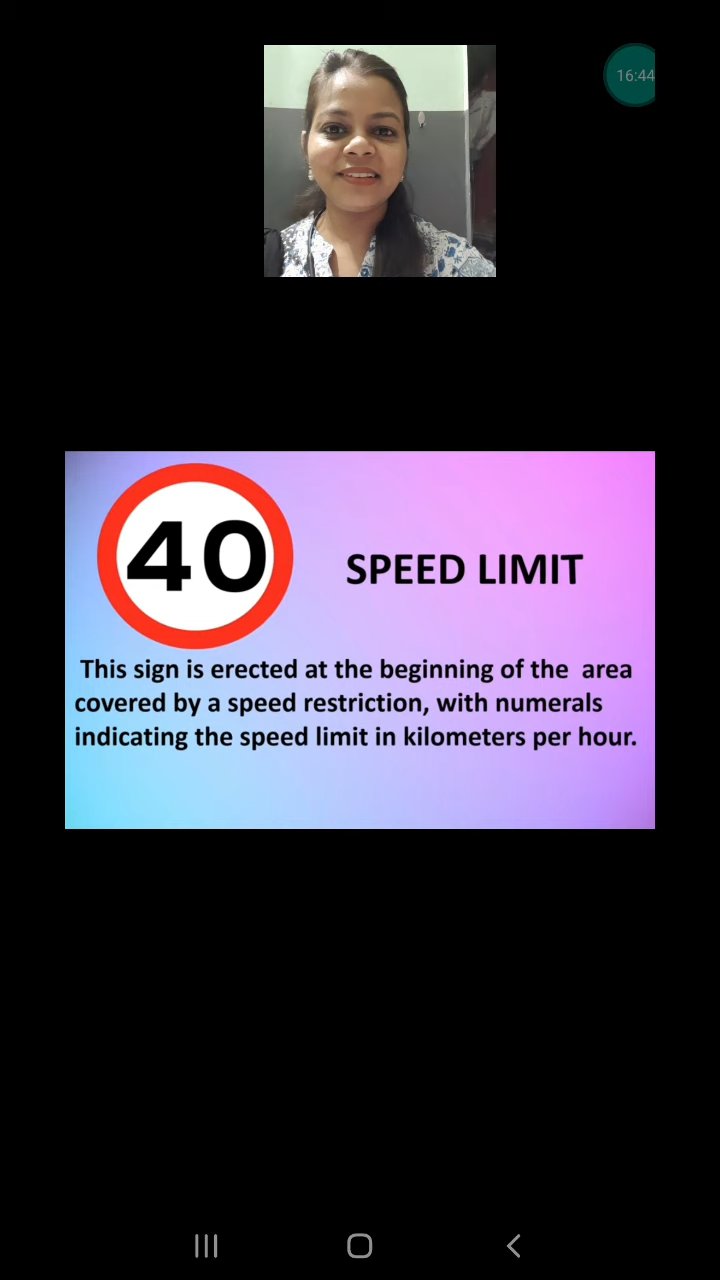 16:44
40
SPEED LIMIT
This sign is erected at the beginning of the area
covered by a speed restriction, with numerals
indicating the speed limit in kilometers per hour.